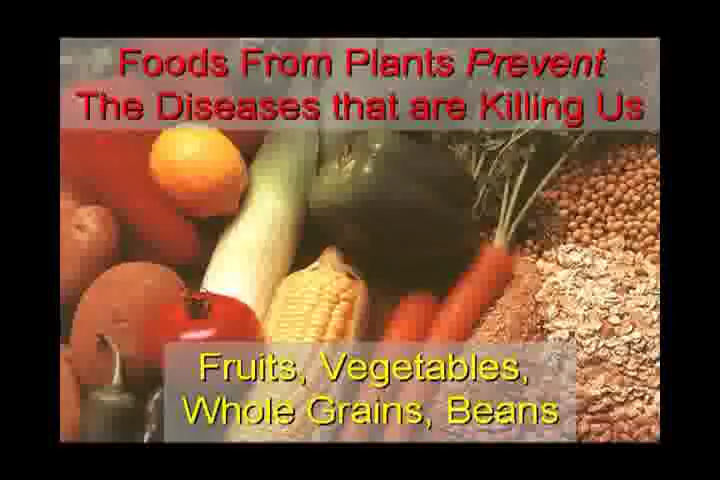 Foods From Plants Prevent
The Diseases that are Killing Us
Fruits, Vegetables,
Whole Grains, Beans